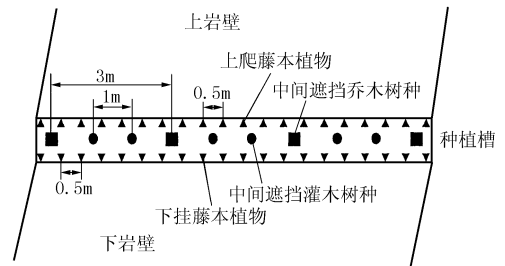 上岩壁
上爬藤本植物
3m
中间遮挡乔木树种
0.5m
1m
种植槽
0.5m
中间遮挡灌木树种
下挂藤本植物
下岩壁